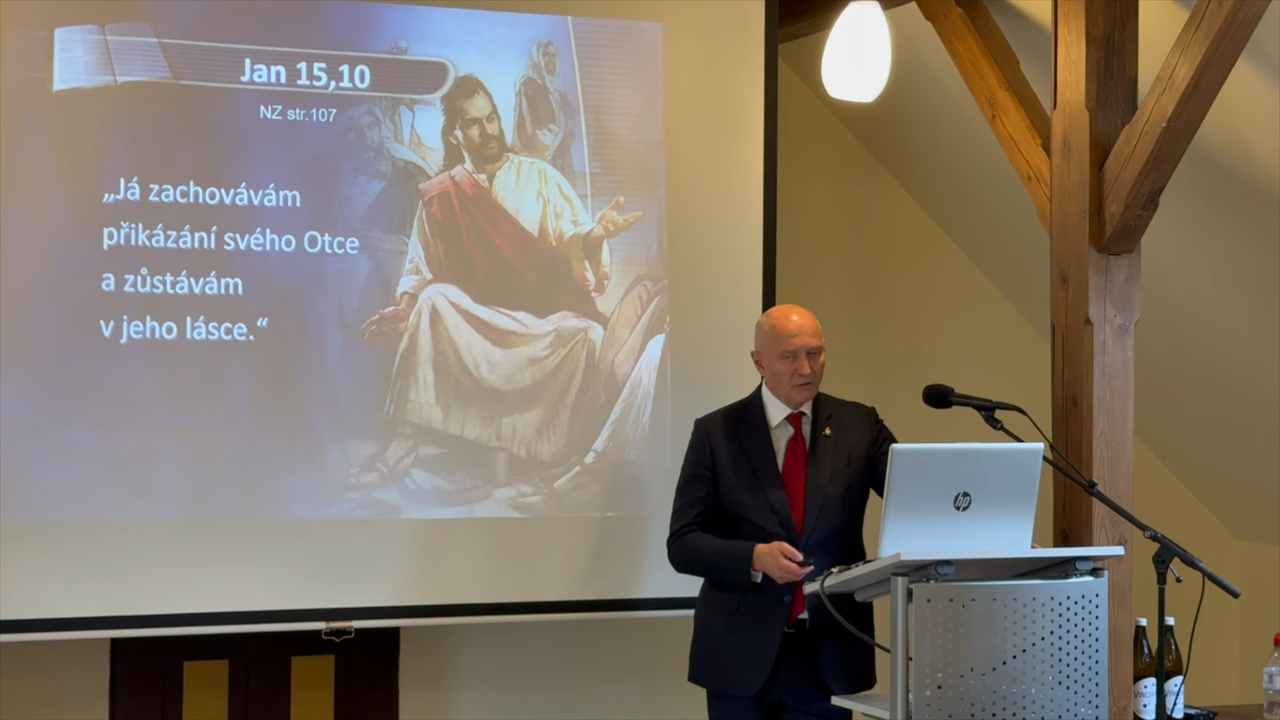 Jan 15,10
NZ str.107
„Já zachovávám
přikázání svého Otce
a zůstávám
v jeho lásce.“
hp